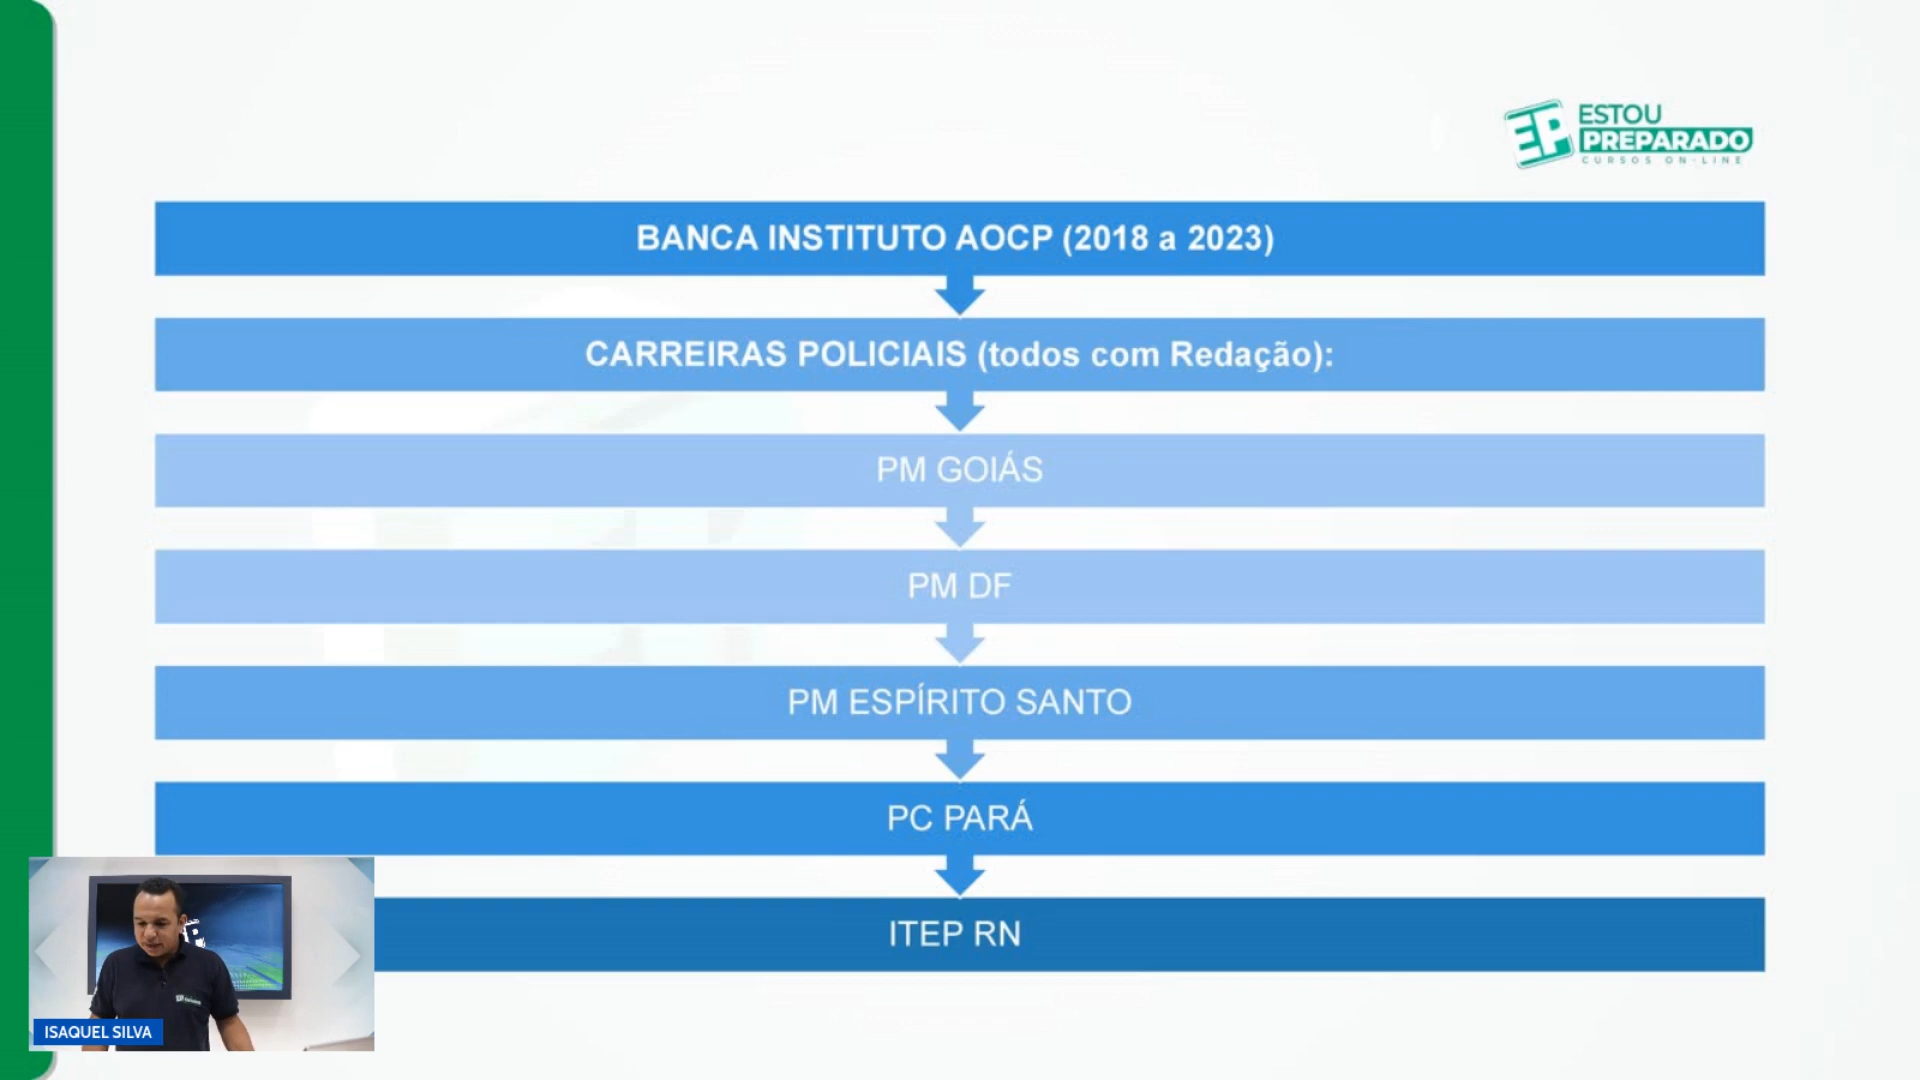 EP ESTOU
PREPARADO
CURSOS ON-LINE
BANCA INSTITUTO AOCP (2018 a 2023)
CARREIRAS POLICIAIS (todos com Redação):
PM GOIÁS
PM DF
PM ESPÍRITO SANTO
PC PARÁ
ITEP RN
ISAQUEL SILVA